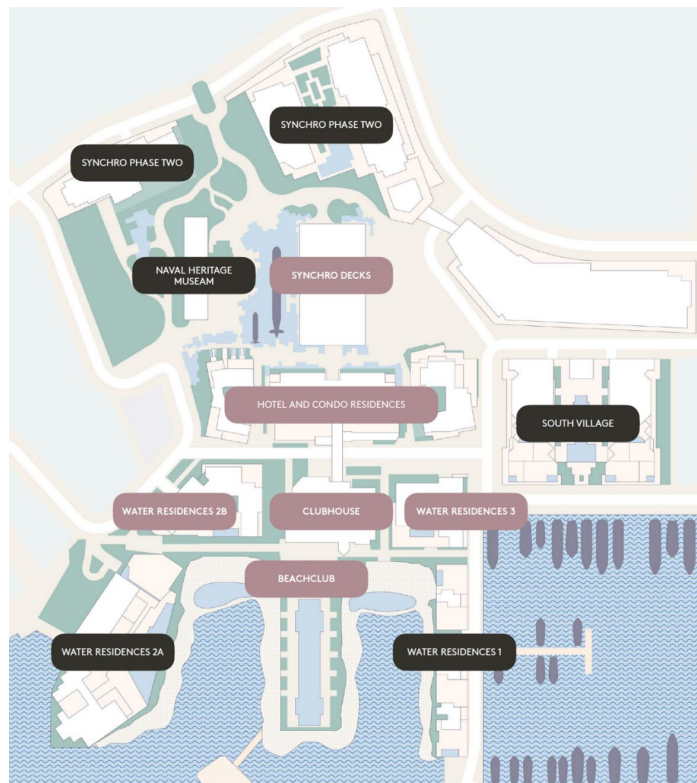 SYNCHRO PHASE TWO
SYNCHRO PHASE TWO
NAVAL HERITAGE
MUSEAM
SYNCHRO DECKS
HOTEL AND CONDO RESIDENCES
SOUTH VILLAGE
WATER RESIDENCES 2B
CLUBHOUSE
WATER RESIDENCES 3
BEACHCLUB
WATER RESIDENCES 2A
WATER RESIDENCES 1